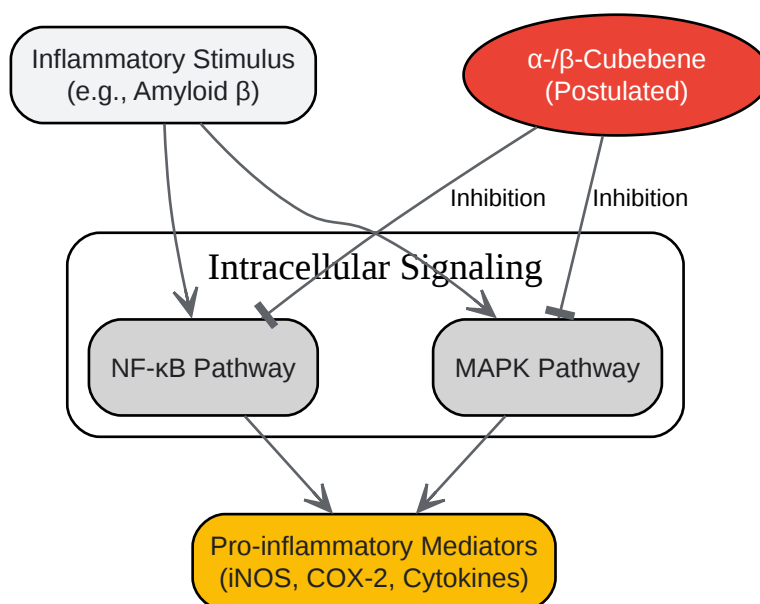 Inflammatory Stimulus
(e.g., Amyloid β)
α-/β-Cubebene
(Postulated)
Inhibition
Inhibition
Intracellular Signaling
NF-κB Pathway
MAPK Pathway
Pro-inflammatory Mediators
(iNOS, COX-2, Cytokines)